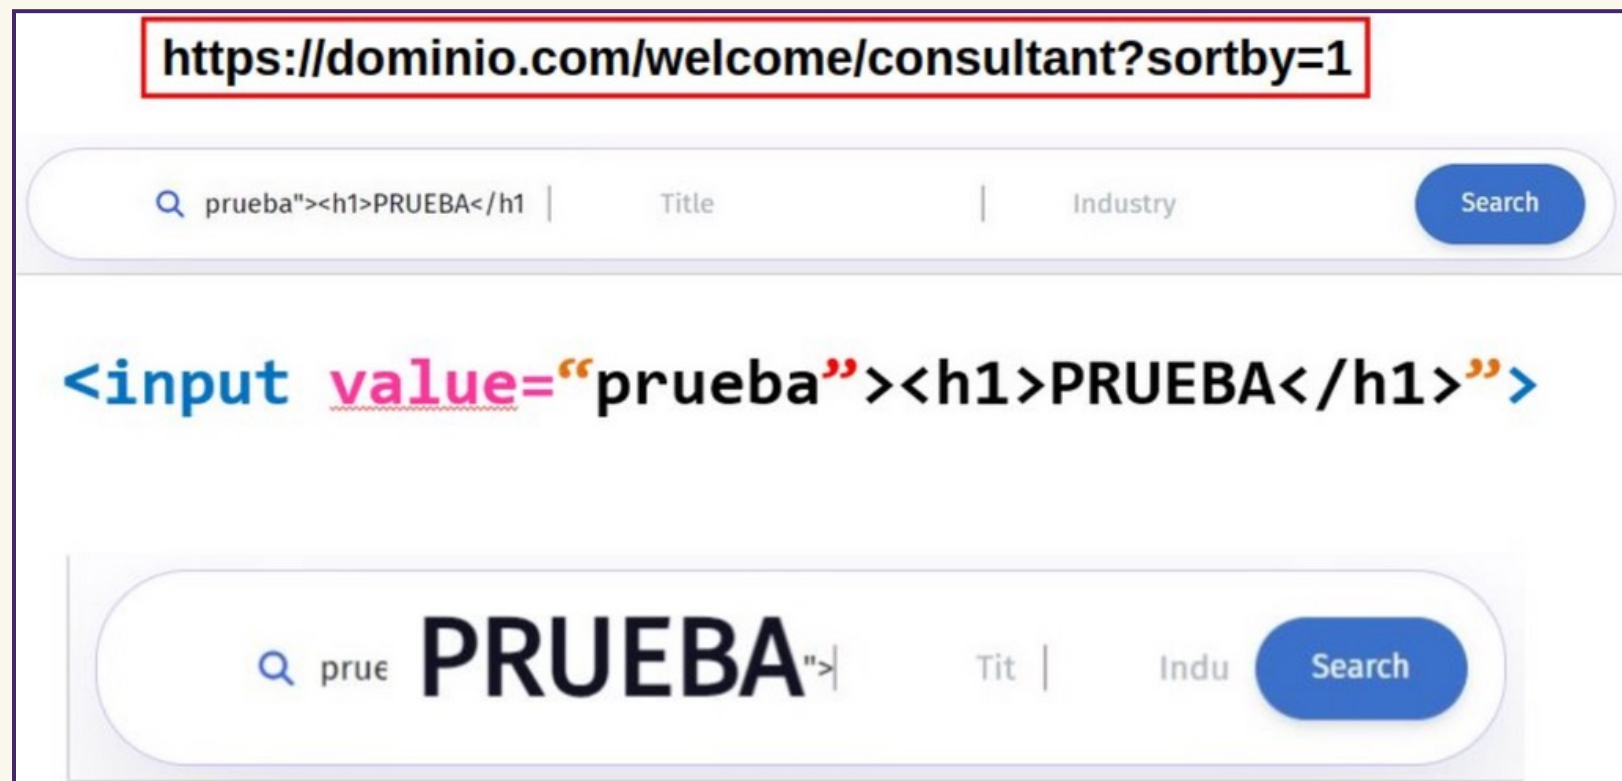 https://dominio.com/welcome/consultant?sortby=1
prueba"><h1>PRUEBA</h1 Title Industry Search
<input value=“prueba”><h1>PRUEBA</h1>”>
prue PRUEBA"> Tit Indu Search